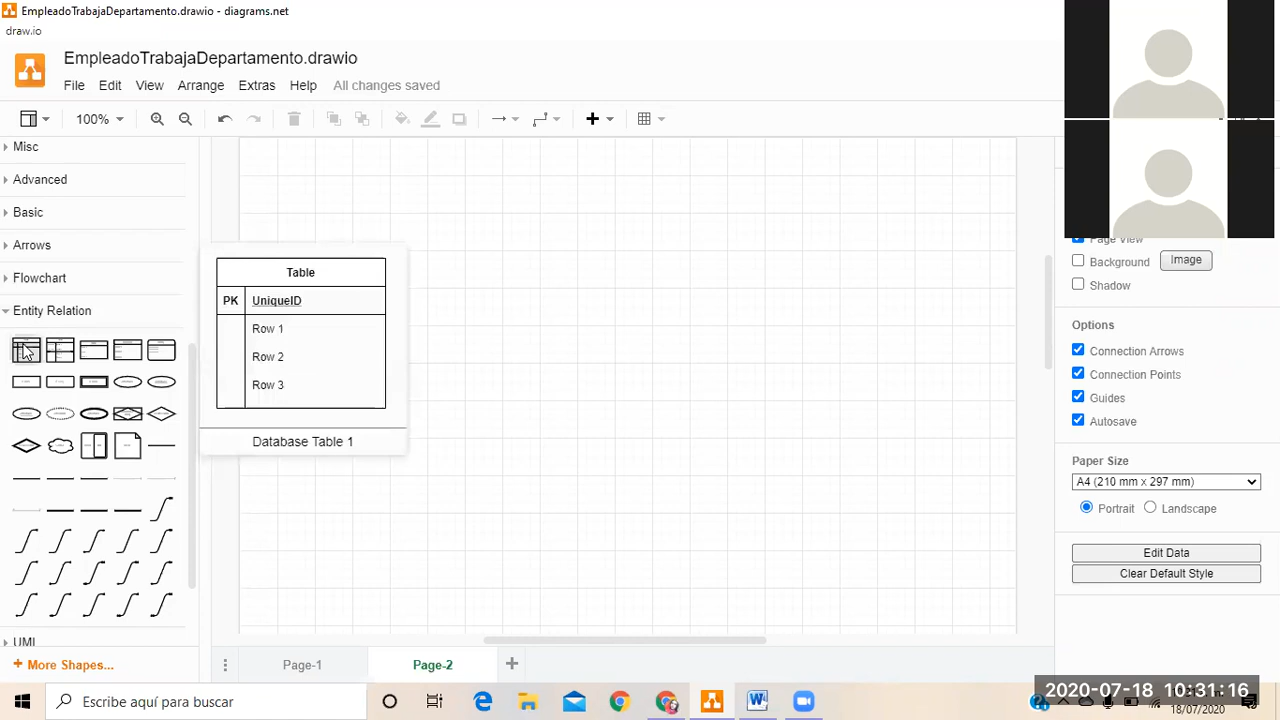 EmpleadoTrabajaDepartamento.drawio - diagrams.net
draw.io
EmpleadoTrabajaDepartamento.drawio
File Edit View Arrange Extras Help All changes saved
100%
Misc
Advanced
Basic
Arrows
Flowchart
Entity Relation
UML
+ More Shapes...
Table
PK UniqueID
Row 1
Row 2
Row 3
Database Table 1
Page View
Background Image
Shadow
Options
Connection Arrows
Connection Points
Guides
Autosave
Paper Size
A4 (210 mm x 297 mm)
Portrait Landscape
Edit Data
Clear Default Style
Page-1 Page-2
Escribe aquí para buscar
2020-07-18 10:31:16
18/07/2020